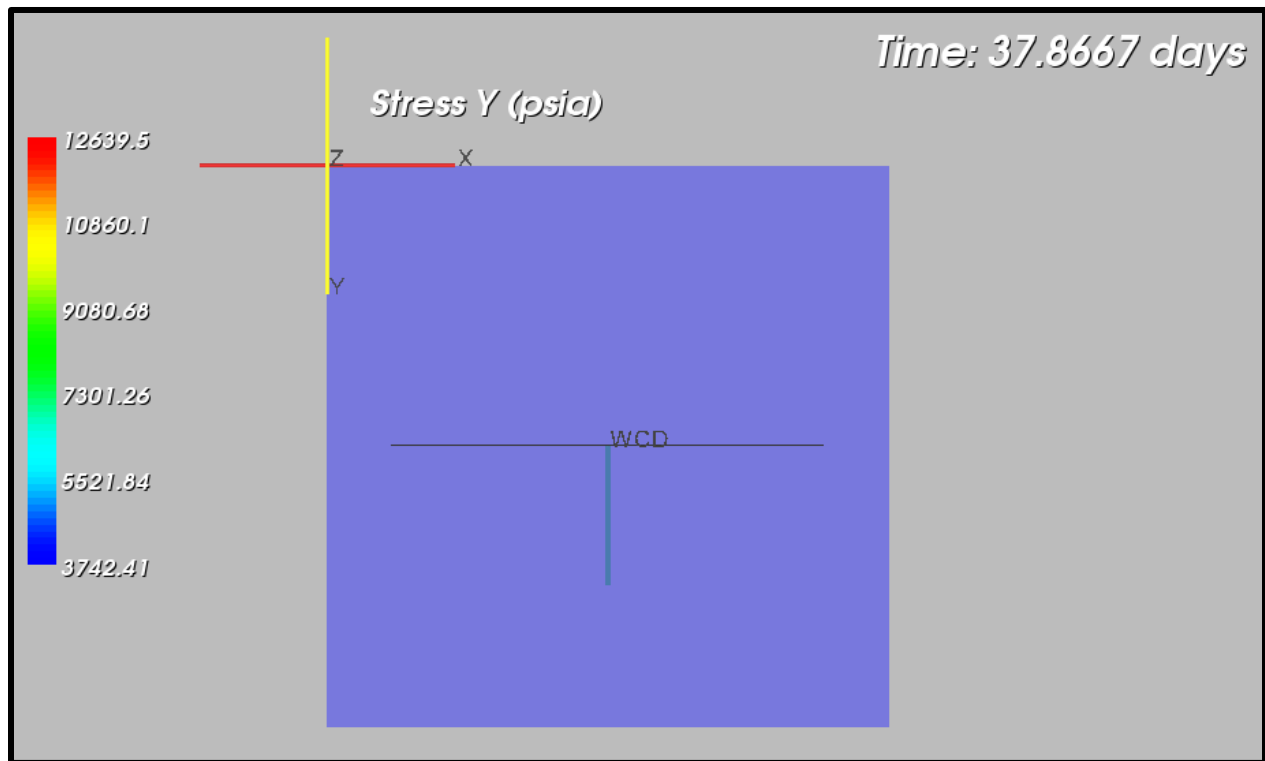 Time: 37.8667 days
Stress Y (psia)
12639.5
Z
X
10860.1
Y
9080.68
7301.26
WCD
5521.84
3742.41